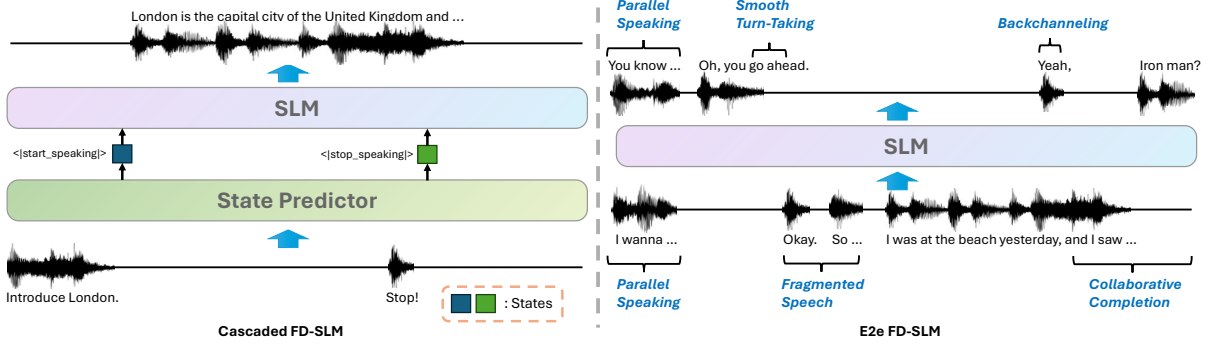 London is the capital city of the United Kingdom and ...
SLM
<|start_speaking|>
<|stop_speaking|>
State Predictor
Introduce London.
Stop!
: States
Cascaded FD-SLM
Parallel
Speaking
Smooth
Turn-Taking
Backchanneling
You know ...
Oh, you go ahead.
Yeah,
Iron man?
SLM
I wanna ...
Okay.
So ...
I was at the beach yesterday, and I saw ...
Parallel
Speaking
Fragmented
Speech
Collaborative
Completion
E2e FD-SLM